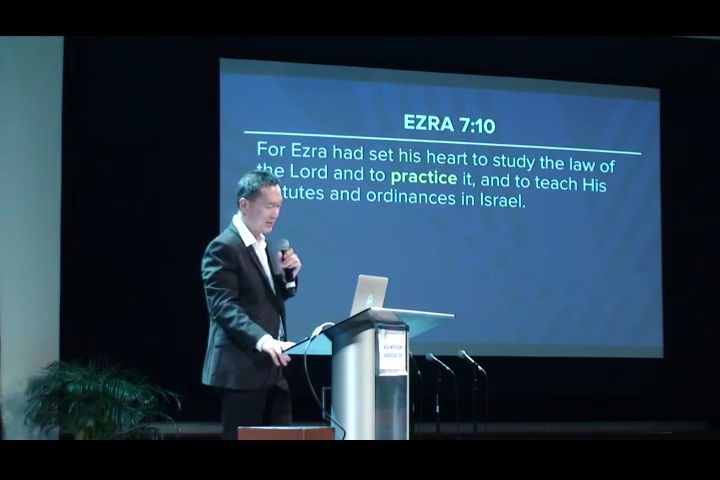 EZRA 7:10
For Ezra had set his heart to study the law of
the Lord and to practice it, and to teach His
and ordinances in Israel.
ASSOCIATION